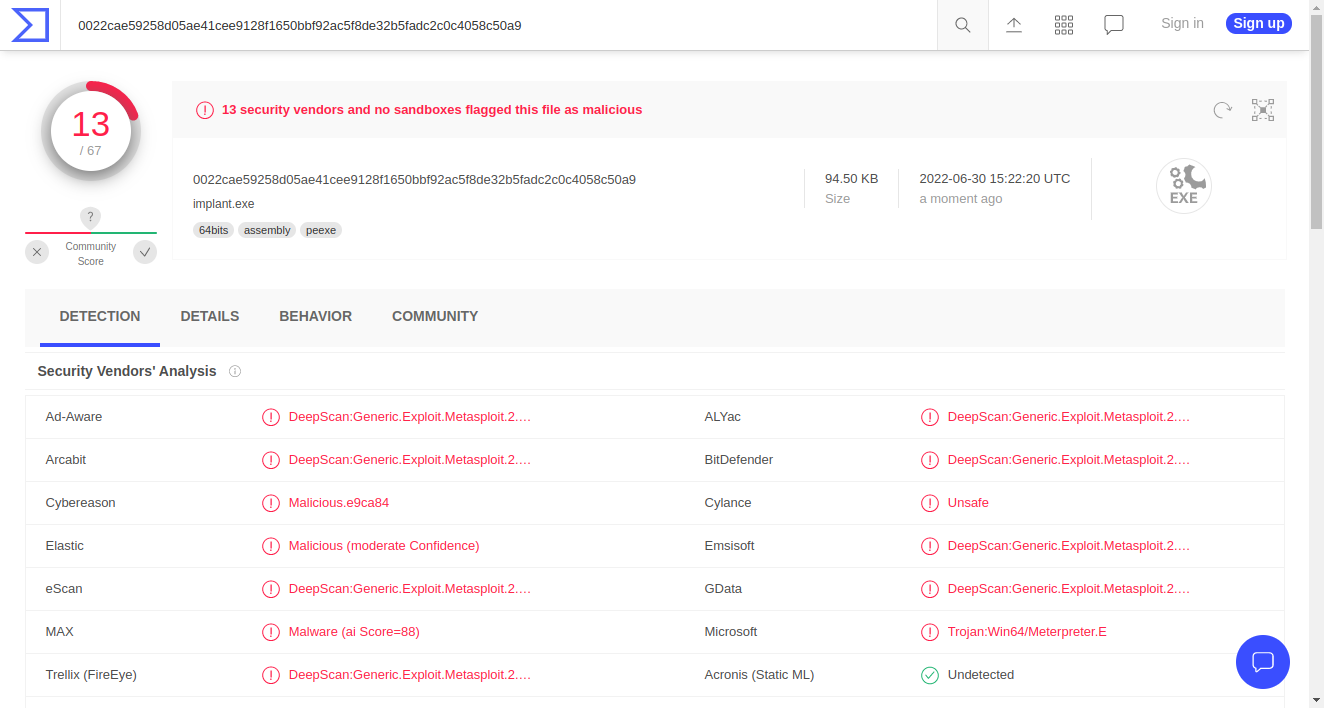 0022cae59258d05ae41cee9128f1650bbf92ac5f8de32b5fadc2c0c4058c50a9
Sign in
Sign up
13
/ 67
13 security vendors and no sandboxes flagged this file as malicious
0022cae59258d05ae41cee9128f1650bbf92ac5f8de32b5fadc2c0c4058c50a9
implant.exe
64bits assembly peexe
94.50 KB
Size
2022-06-30 15:22:20 UTC
a moment ago
EXE
?
Community
Score
DETECTION DETAILS BEHAVIOR COMMUNITY
Security Vendors' Analysis
Ad-Aware DeepScan:Generic.Exploit.Metasploit.2.… ALYac DeepScan:Generic.Exploit.Metasploit.2.…
Arcabit DeepScan:Generic.Exploit.Metasploit.2.… BitDefender DeepScan:Generic.Exploit.Metasploit.2.…
Cybereason Malicious.e9ca84 Cylance Unsafe
Elastic Malicious (moderate Confidence) Emsisoft DeepScan:Generic.Exploit.Metasploit.2.…
eScan DeepScan:Generic.Exploit.Metasploit.2.… GData DeepScan:Generic.Exploit.Metasploit.2.…
MAX Malware (ai Score=88) Microsoft Trojan:Win64/Meterpreter.E
Trellix (FireEye) DeepScan:Generic.Exploit.Metasploit.2.… Acronis (Static ML) Undetected